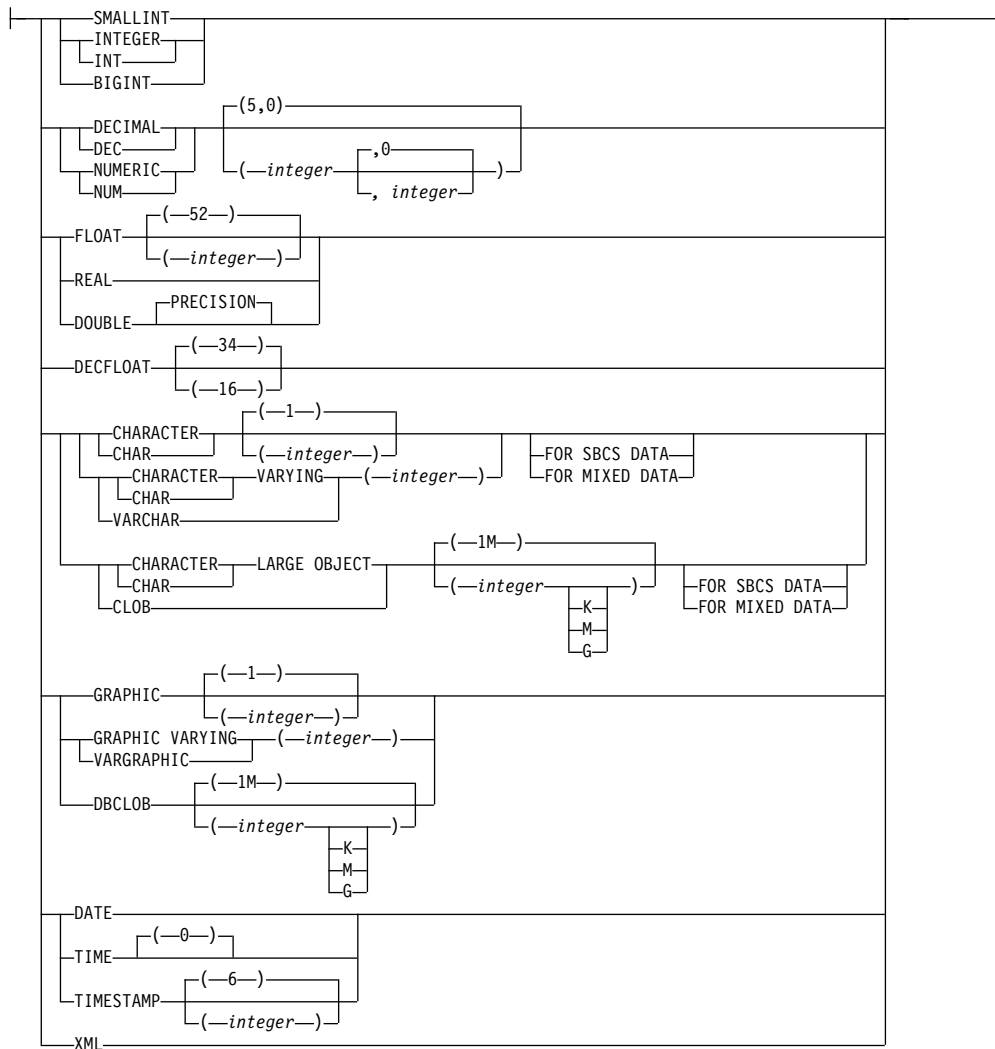 SMALLINT
INTEGER
INT
BIGINT
(5,0)
DECIMAL
DEC ,0
NUMERIC ( integer )
NUM , integer
( 52 )
FLOAT
( integer )
REAL
PRECISION
DOUBLE
( 34 )
DECFLOAT
( 16 )
( 1 )
CHARACTER
CHAR ( integer ) FOR SBCS DATA
CHARACTER VARYING ( integer ) FOR MIXED DATA
CHAR
VARCHAR
( 1M )
CHARACTER LARGE OBJECT
CHAR ( integer ) FOR SBCS DATA
CLOB K FOR MIXED DATA
M
G
( 1 )
GRAPHIC
( integer )
GRAPHIC VARYING ( integer )
VARGRAPHIC
( 1M )
DBCLOB
( integer )
K
M
G
DATE
( 0 )
TIME
( 6 )
TIMESTAMP
( integer )
XML